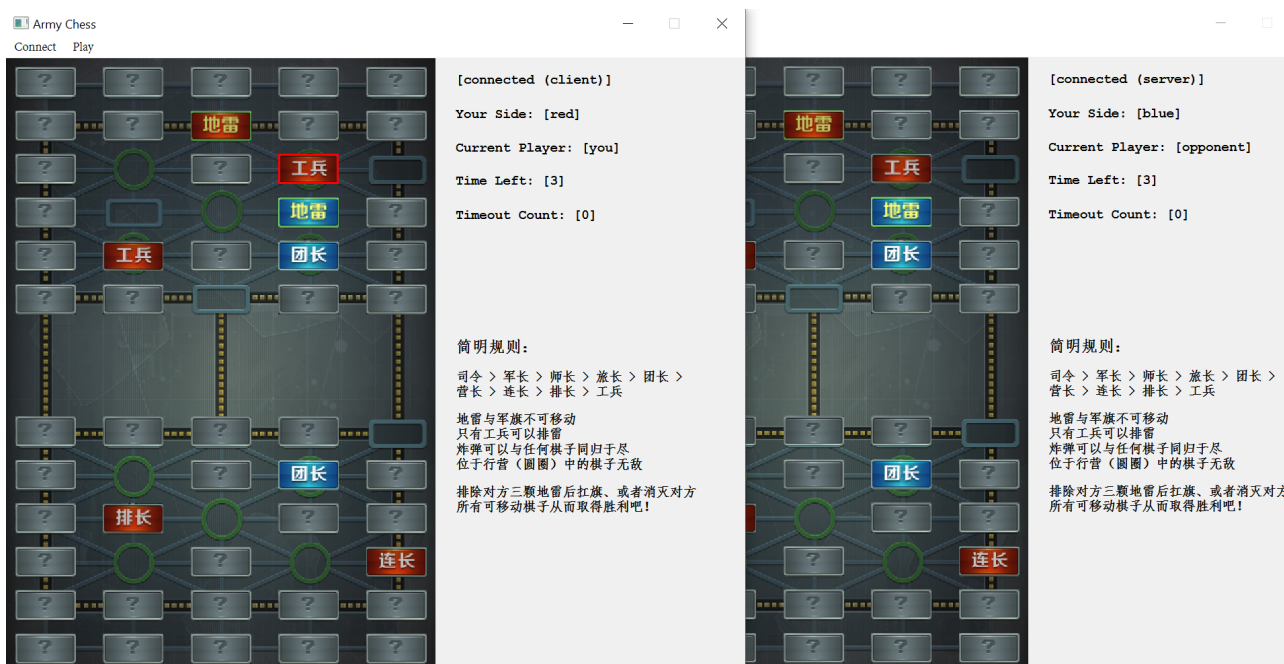 Army Chess
Connect Play
? ? ? ? ?
? ? 地雷 ? ?
? ? 工兵
? 地雷 ?
? 工兵 ? 团长 ?
? ? ? ?
? ? ? ?
? ? 团长 ?
? 排长 ? ?
? ? 连长
? ? ? ? ?
? ? ? ? ?
[connected (client)]
Your Side: [red]
Current Player: [you]
Time Left: [3]
Timeout Count: [0]
简明规则:
司令 > 军长 > 师长 > 旅长 > 团长 >
营长 > 连长 > 排长 > 工兵
地雷与军旗不可移动
只有工兵可以排雷
炸弹可以与任何棋子同归于尽
位于行营（圆圈）中的棋子无敌
排除对方三颗地雷后扛旗、或者消灭对方
所有可移动棋子从而取得胜利吧!
? ? ?
地雷 ? ?
? 工兵
地雷 ?
? 团长 ?
? ?
? ?
? 团长 ?
? ?
? 连长
? ? ?
? ? ?
[connected (server)]
Your Side: [blue]
Current Player: [opponent]
Time Left: [3]
Timeout Count: [0]
简明规则:
司令 > 军长 > 师长 > 旅长 > 团长 >
营长 > 连长 > 排长 > 工兵
地雷与军旗不可移动
只有工兵可以排雷
炸弹可以与任何棋子同归于尽
位于行营（圆圈）中的棋子无敌
排除对方三颗地雷后扛旗、或者消灭对方
所有可移动棋子从而取得胜利吧!